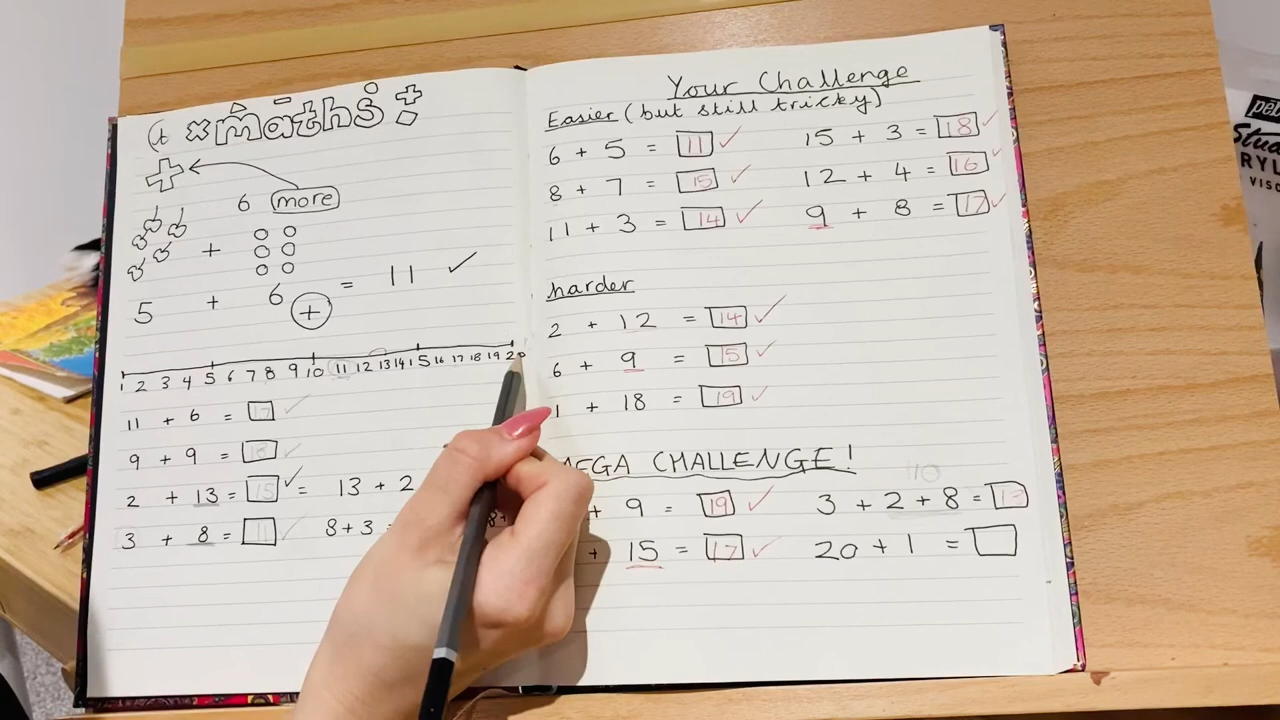 maths:
6 more
+
5 + 6 = 11 ✓
+
1 2 3 4 5 6 7 8 9 10 11 12 13 14 15 16 17 18 19 20
11 + 6 = 17 ✓
9 + 9 = 18 ✓
2 + 13 = 15 ✓ = 13 + 2
3 + 8 = 11 ✓ 8+3 =
Your Challenge
Easier (but still tricky)
6 + 5 = 11 ✓ 15 + 3 = 18 ✓
8 + 7 = 15 ✓ 12 + 4 = 16 ✓
11 + 3 = 14 ✓ 9 + 8 = 17 ✓
harder
2 + 12 = 14 ✓
6 + 9 = 15 ✓
1 + 18 = 19 ✓
MEGA CHALLENGE!
10
+ 9 = 19 ✓ 3 + 2 + 8 = 13
+ 15 = 17 ✓ 20 + 1 =